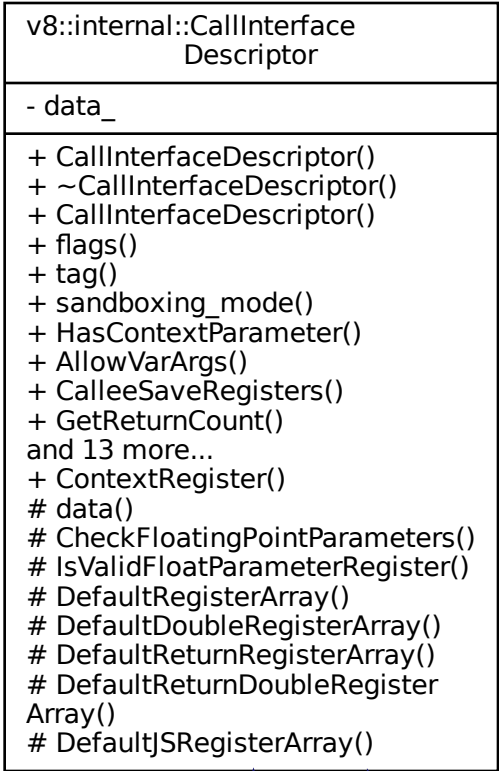 v8::internal::CallInterface
Descriptor
- data_
+ CallInterfaceDescriptor()
+ ~CallInterfaceDescriptor()
+ CallInterfaceDescriptor()
+ flags()
+ tag()
+ sandboxing_mode()
+ HasContextParameter()
+ AllowVarArgs()
+ CalleeSaveRegisters()
+ GetReturnCount()
and 13 more...
+ ContextRegister()
# data()
# CheckFloatingPointParameters()
# IsValidFloatParameterRegister()
# DefaultRegisterArray()
# DefaultDoubleRegisterArray()
# DefaultReturnRegisterArray()
# DefaultReturnDoubleRegister
Array()
# DefaultJSRegisterArray()